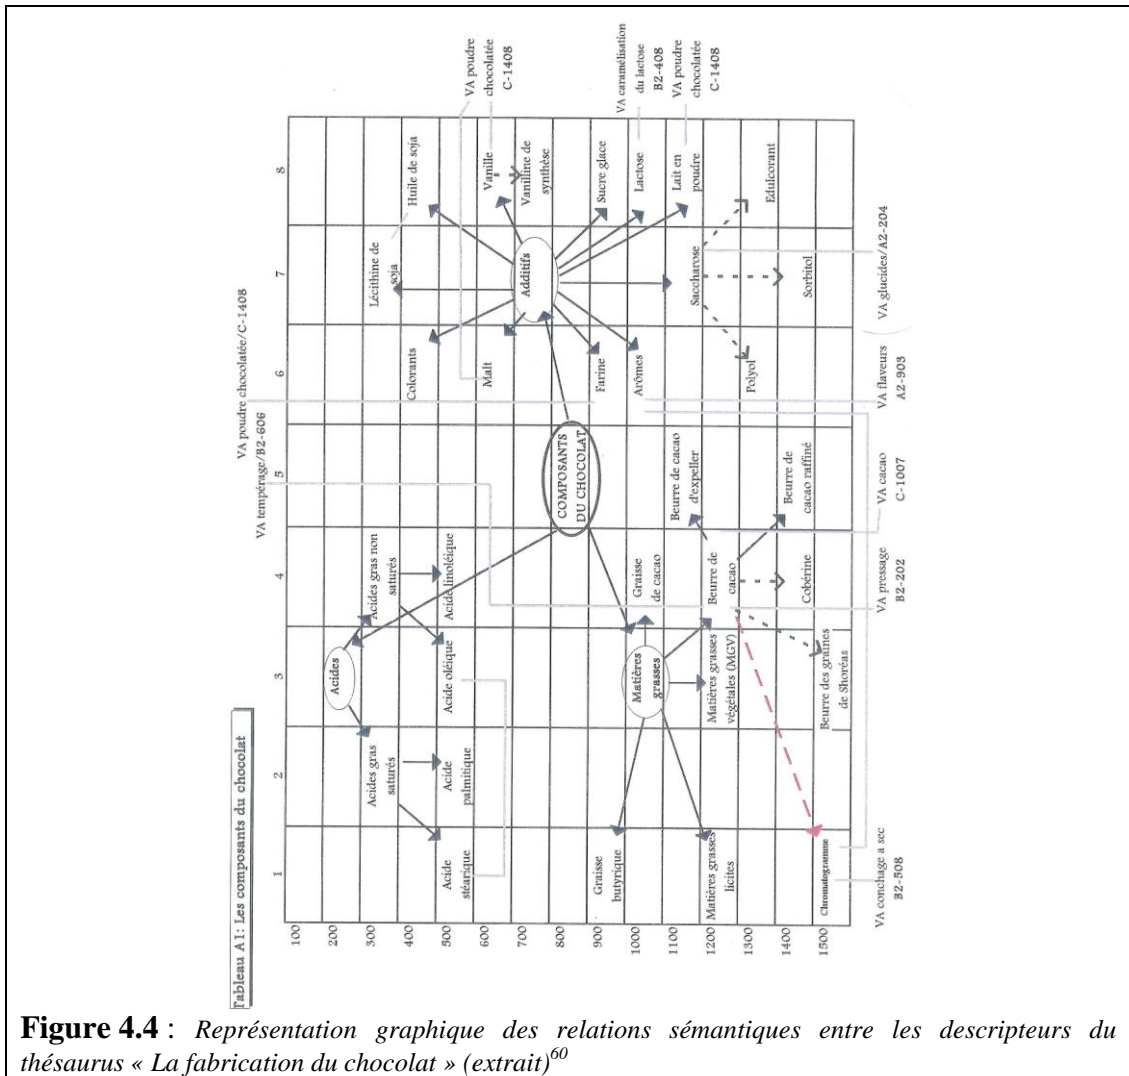 Tableau A1: Les composants du chocolat
1
2
3
4
5
6
7
8
100
200
300
400
500
600
700
800
900
1000
1100
1200
1300
1400
1500
VA tempérage/B2-606
VA poudre chocolatée/C-1408
VA poudre
chocolatée
C-1408
Acides
Acides gras
saturés
Acides gras non
saturés
Acide
stéarique
Acide
palmitique
Acide oléique
Acide linoléique
COMPOSANTS
DU CHOCOLAT
Additifs
Colorants
Lécithine de
soja
Huile de soja
Malt
Vanille
Vanilline de
synthèse
Farine
Sucre glace
Arômes
Lactose
Lait en
poudre
VA caramélisation
du lactose
B2-408
VA poudre
chocolatée
C-1408
Saccharose
Polyol
Sorbitol
Edulcorant
Matières
grasses
Graisse
butyrique
Graisse
de cacao
Matières grasses
licites
Matières grasses
végétales (MGV)
Beurre de
cacao
Beurre de cacao
d'expeller
Beurre de
cacao raffiné
Cobérine
Beurre des graines
de Shoréas
Chromatogramme
VA conchage a sec
B2-508
VA pressage
B2-202
VA cacao
C-1007
VA flaveurs
A2-903
VA glucides/A2-204
Figure 4.4 : Représentation graphique des relations sémantiques entre les descripteurs du
thésaurus « La fabrication du chocolat » (extrait)60